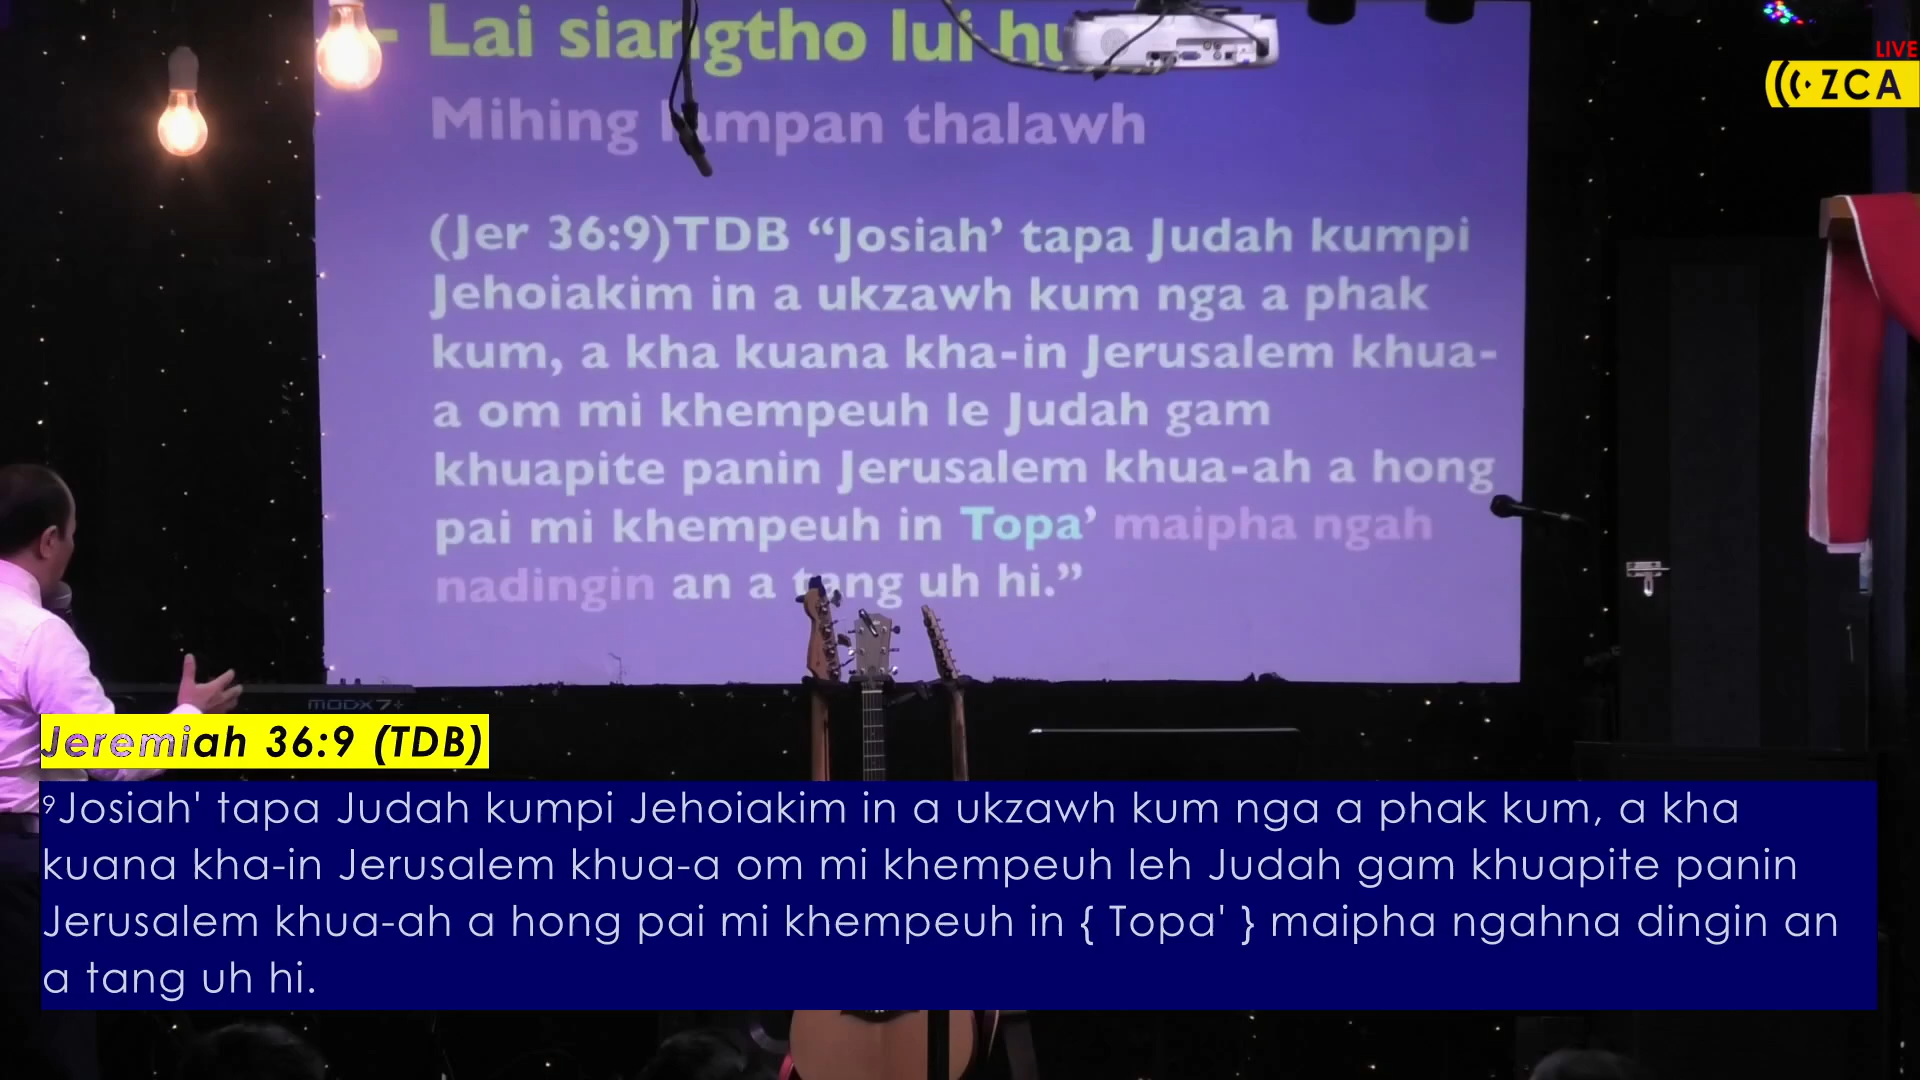 - Lai siangtho lui
Mihing lampan thalawh
(Jer 36:9)TDB “Josiah’ tapa Judah kumpi
Jehoiakim in a ukzawh kum nga a phak
kum, a kha kuana kha-in Jerusalem khua-
a om mi khempeuh le Judah gam
khuapite panin Jerusalem khua-ah a hong
pai mi khempeuh in Topa’ maipha ngah
nadingin an a tang uh hi.”
LIVE
ZCA
MODX7+
Jeremiah 36:9 (TDB)
⁹Josiah' tapa Judah kumpi Jehoiakim in a ukzawh kum nga a phak kum, a kha
kuana kha-in Jerusalem khua-a om mi khempeuh leh Judah gam khuapite panin
Jerusalem khua-ah a hong pai mi khempeuh in { Topa' } maipha ngahna dingin an
a tang uh hi.